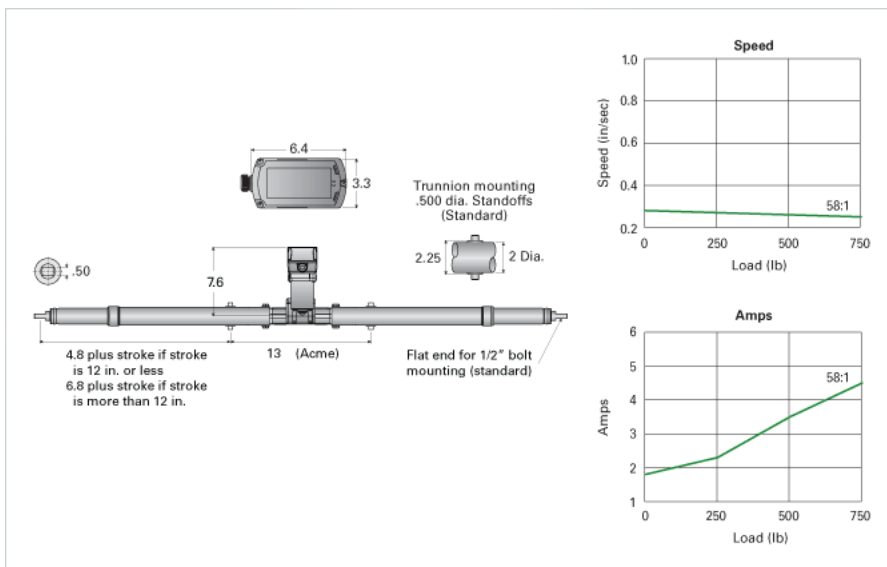 6.4
3.3
Trunnion mounting
.500 dia. Standoffs
(Standard)
2.25
2 Dia.
7.6
.50
4.8 plus stroke if stroke
is 12 in. or less
6.8 plus stroke if stroke
is more than 12 in.
13 (Acme)
Flat end for 1/2" bolt
mounting (standard)
Speed
Speed (in/sec)
1.0
0.8
0.6
0.4
0.2
58:1
0 250 500 750
Load (lb)
Amps
Amps
6
5
4
3
2
1
58:1
0 250 500 750
Load (lb)